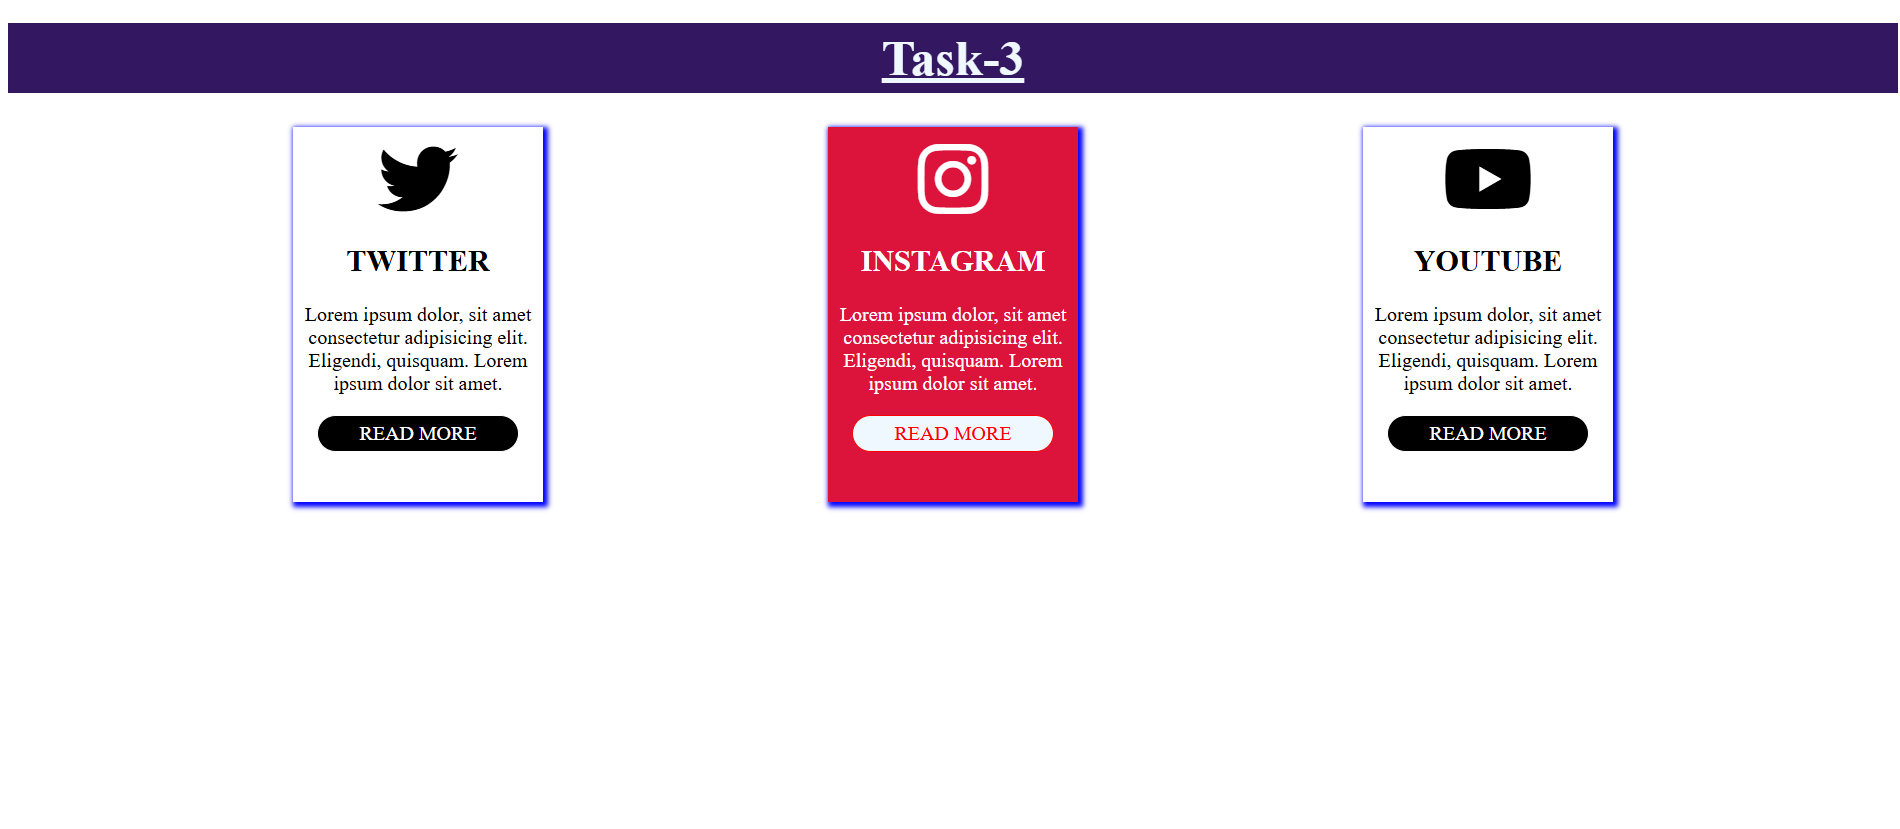 Task-3
TWITTER
Lorem ipsum dolor, sit amet
consectetur adipisicing elit.
Eligendi, quisquam. Lorem
ipsum dolor sit amet.
READ MORE
INSTAGRAM
Lorem ipsum dolor, sit amet
consectetur adipisicing elit.
Eligendi, quisquam. Lorem
ipsum dolor sit amet.
READ MORE
YOUTUBE
Lorem ipsum dolor, sit amet
consectetur adipisicing elit.
Eligendi, quisquam. Lorem
ipsum dolor sit amet.
READ MORE